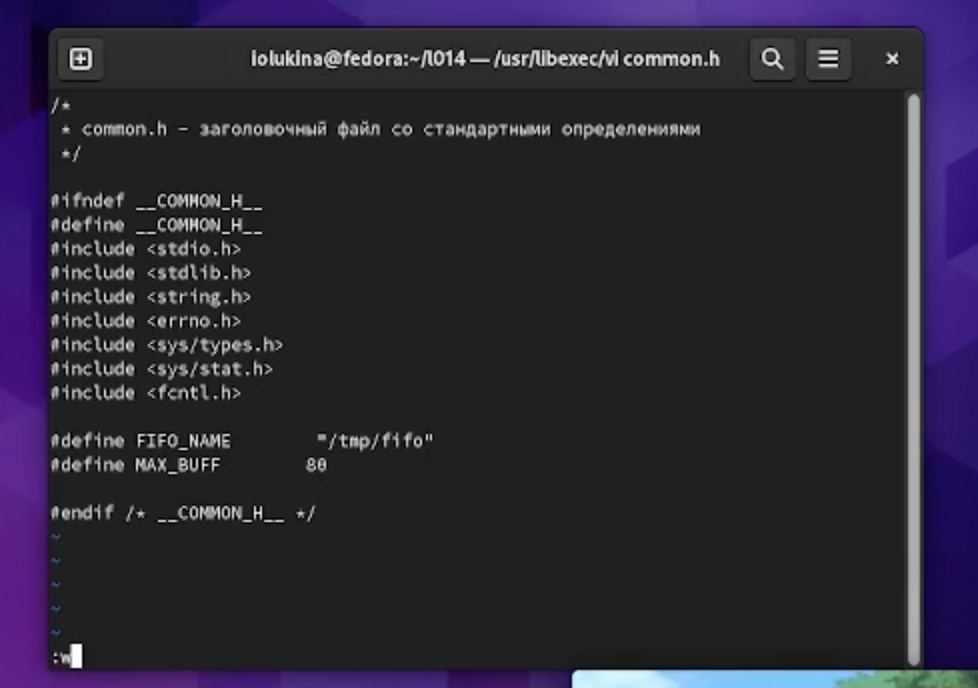 iolukina@fedora:~/l014 — /usr/libexec/vi common.h
/*
 * common.h - заголовочный файл со стандартными определениями
 */
#ifndef __COMMON_H__
#define __COMMON_H__
#include <stdio.h>
#include <stdlib.h>
#include <string.h>
#include <errno.h>
#include <sys/types.h>
#include <sys/stat.h>
#include <fcntl.h>
#define FIFO_NAME        "/tmp/fifo"
#define MAX_BUFF        80
#endif /* __COMMON_H__ */
~
~
~
~
~
:w